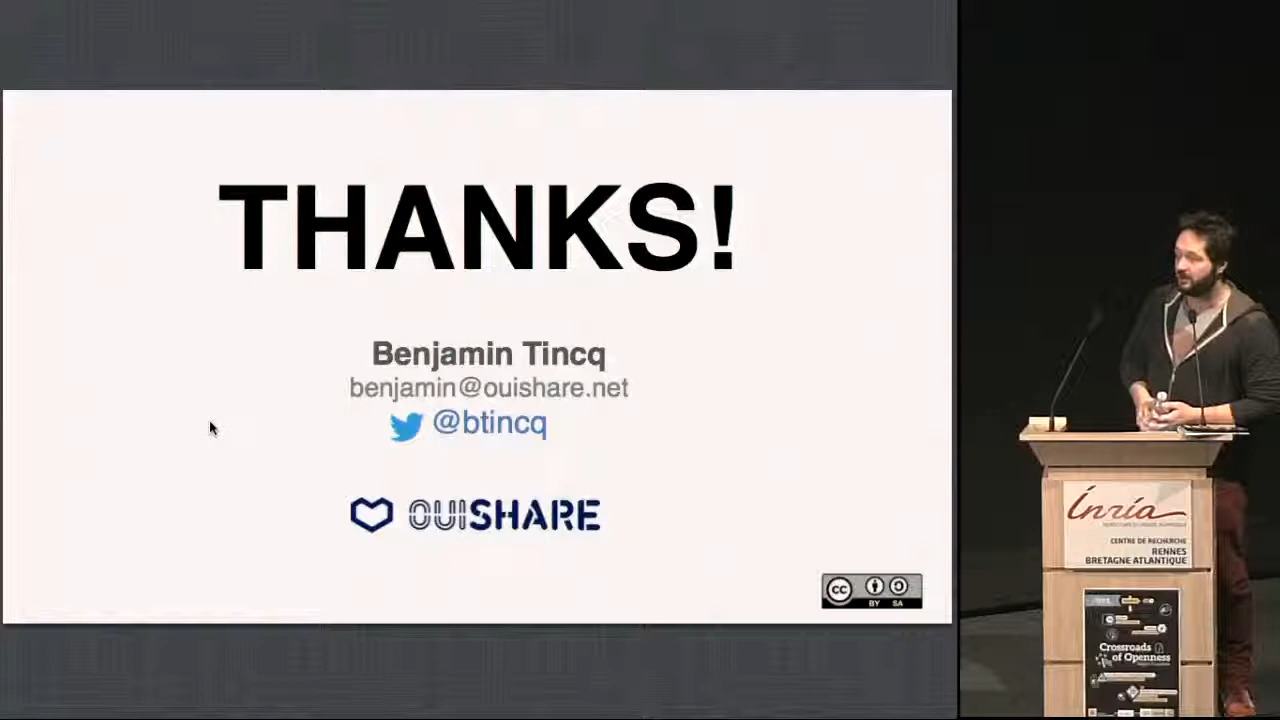 THANKS!
Benjamin Tincq
benjamin@ouishare.net
@btincq
OUISHARE
CC BY SA
Inria
CENTRE DE RECHERCHE
RENNES
BRETAGNE ATLANTIQUE
Crossroads
of Openness